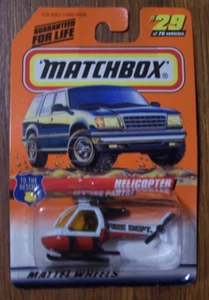 GUARANTEED
FOR LIFE
#29
of 75 vehicles
MATCHBOX
TO THE
RESCUE
HELICOPTER
FIRE DEPT.
MATTEL WHEELS